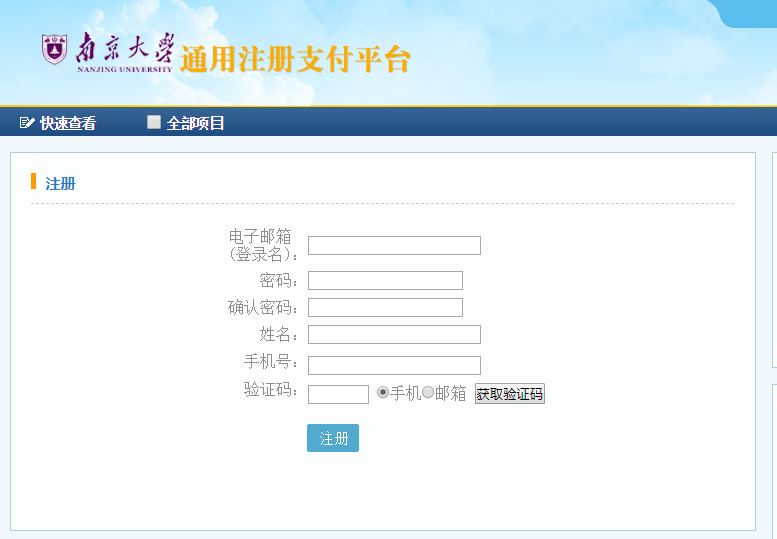 南京大学
NANJING UNIVERSITY
通用注册支付平台
快速查看 全部项目
注册
电子邮箱
(登录名):
密码:
确认密码:
姓名:
手机号:
验证码: 手机 邮箱 获取验证码
注册